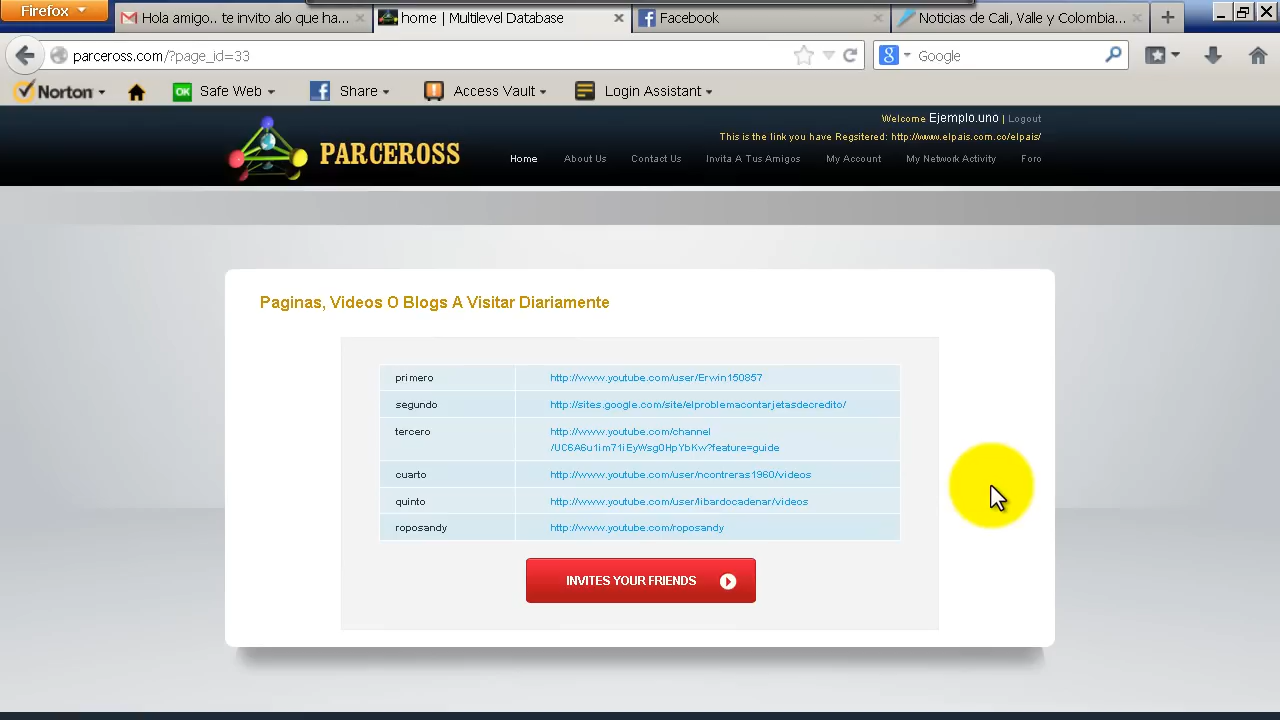 Firefox
Hola amigo.. te invito alo que ha...
home | Multilevel Database
Facebook
Noticias de Cali, Valle y Colombia...
parceross.com/?page_id=33
Google
Norton
Safe Web
Share
Access Vault
Login Assistant
Welcome Ejemplo.uno | Logout
This is the link you have Regsitered: http://www.elpais.com.co/elpais/
PARCEROSS
Home About Us Contact Us Invita A Tus Amigos My Account My Network Activity Foro
Paginas, Videos O Blogs A Visitar Diariamente
primero http://www.youtube.com/user/Erwin150857
segundo http://sites.google.com/site/elproblemacontarjetasdecredito/
tercero http://www.youtube.com/channel
/UC6A6u1im71iEyWsg0HpYbKw?feature=guide
cuarto http://www.youtube.com/user/ncontreras1960/videos
quinto http://www.youtube.com/user/libardocadenar/videos
roposandy http://www.youtube.com/roposandy
INVITES YOUR FRIENDS